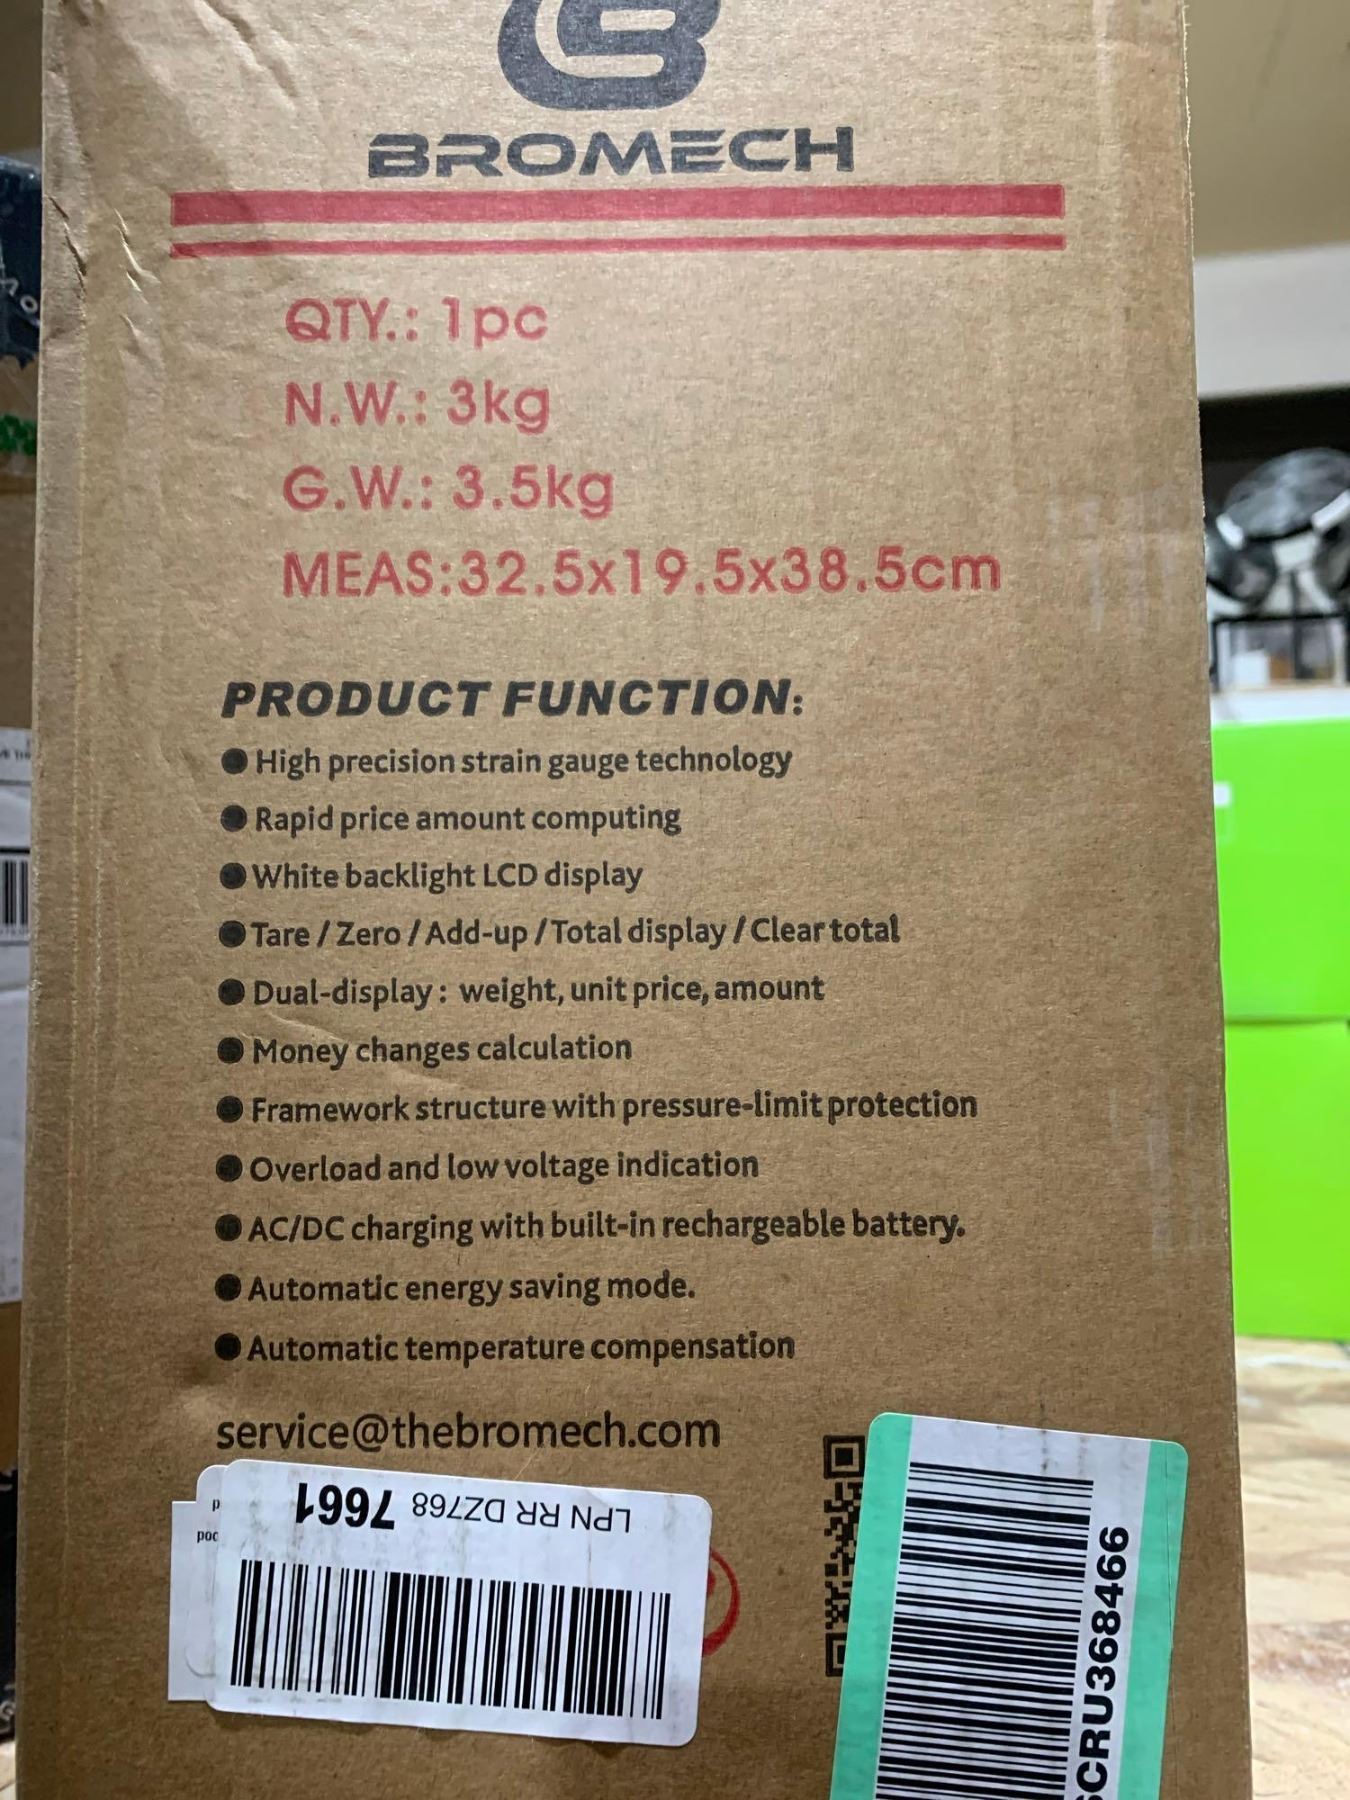 BROMECH
QTY.: 1pc
N.W.: 3kg
G.W.: 3.5kg
MEAS:32.5x19.5x38.5cm
PRODUCT FUNCTION:
● High precision strain gauge technology
● Rapid price amount computing
● White backlight LCD display
● Tare / Zero / Add-up / Total display / Clear total
● Dual-display : weight, unit price, amount
● Money changes calculation
● Framework structure with pressure-limit protection
● Overload and low voltage indication
● AC/DC charging with built-in rechargeable battery.
● Automatic energy saving mode.
● Automatic temperature compensation
service@thebromech.com
LPN RR DZ768 7661
CRU368466